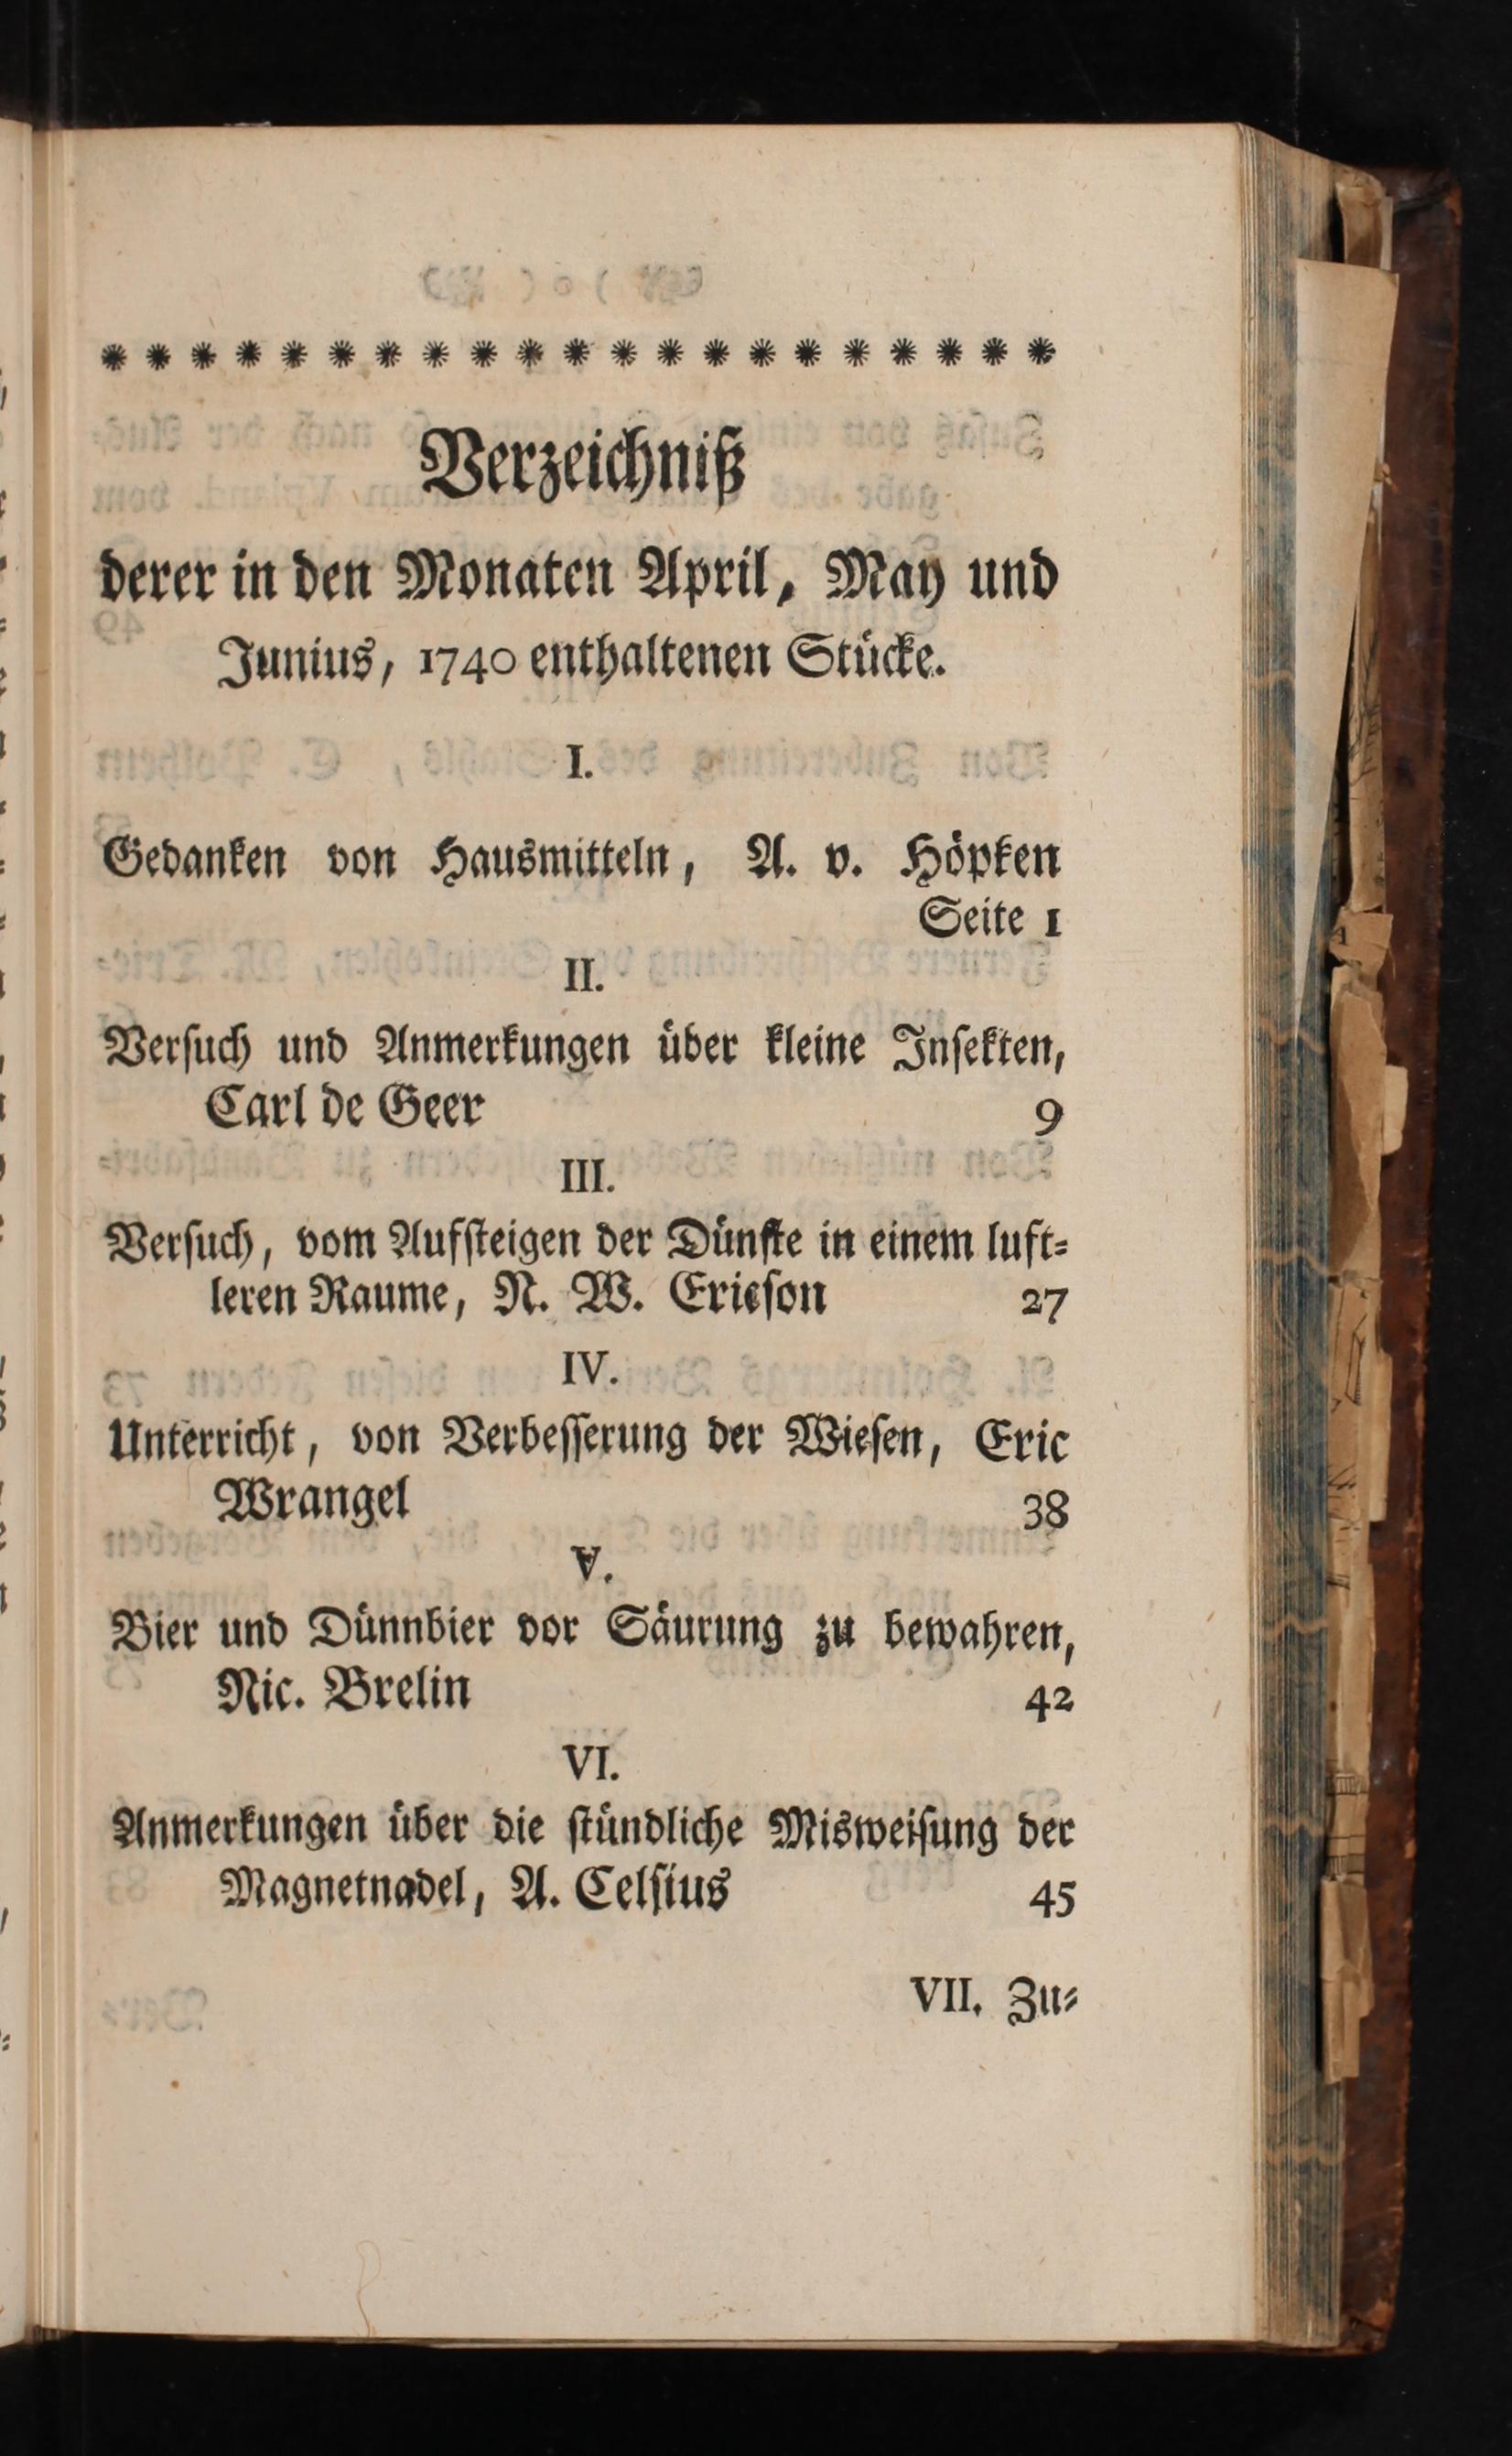 Verzeichniß
derer in den Monaten April, May und
Junius, 1740 enthaltenen Stücke.
I.
Gedanken von Hausmitteln, A. v. Höpken
Seite 1
II.
Verſuch und Anmerkungen über kleine Inſekten,
Carl de Geer 9
III.
Verſuch, vom Aufſteigen der Dünſte in einem luft⸗
leren Raume, N. W. Ericſon 27
IV.
Unterricht, von Verbeſſerung der Wieſen, Eric
Wrangel 38
V.
Bier und Dünnbier vor Säurung zu bewahren,
Nic. Brelin 42
VI.
Anmerkungen über die ſtündliche Misweiſung der
Magnetnadel, A. Celſius 45
VII. Zu⸗